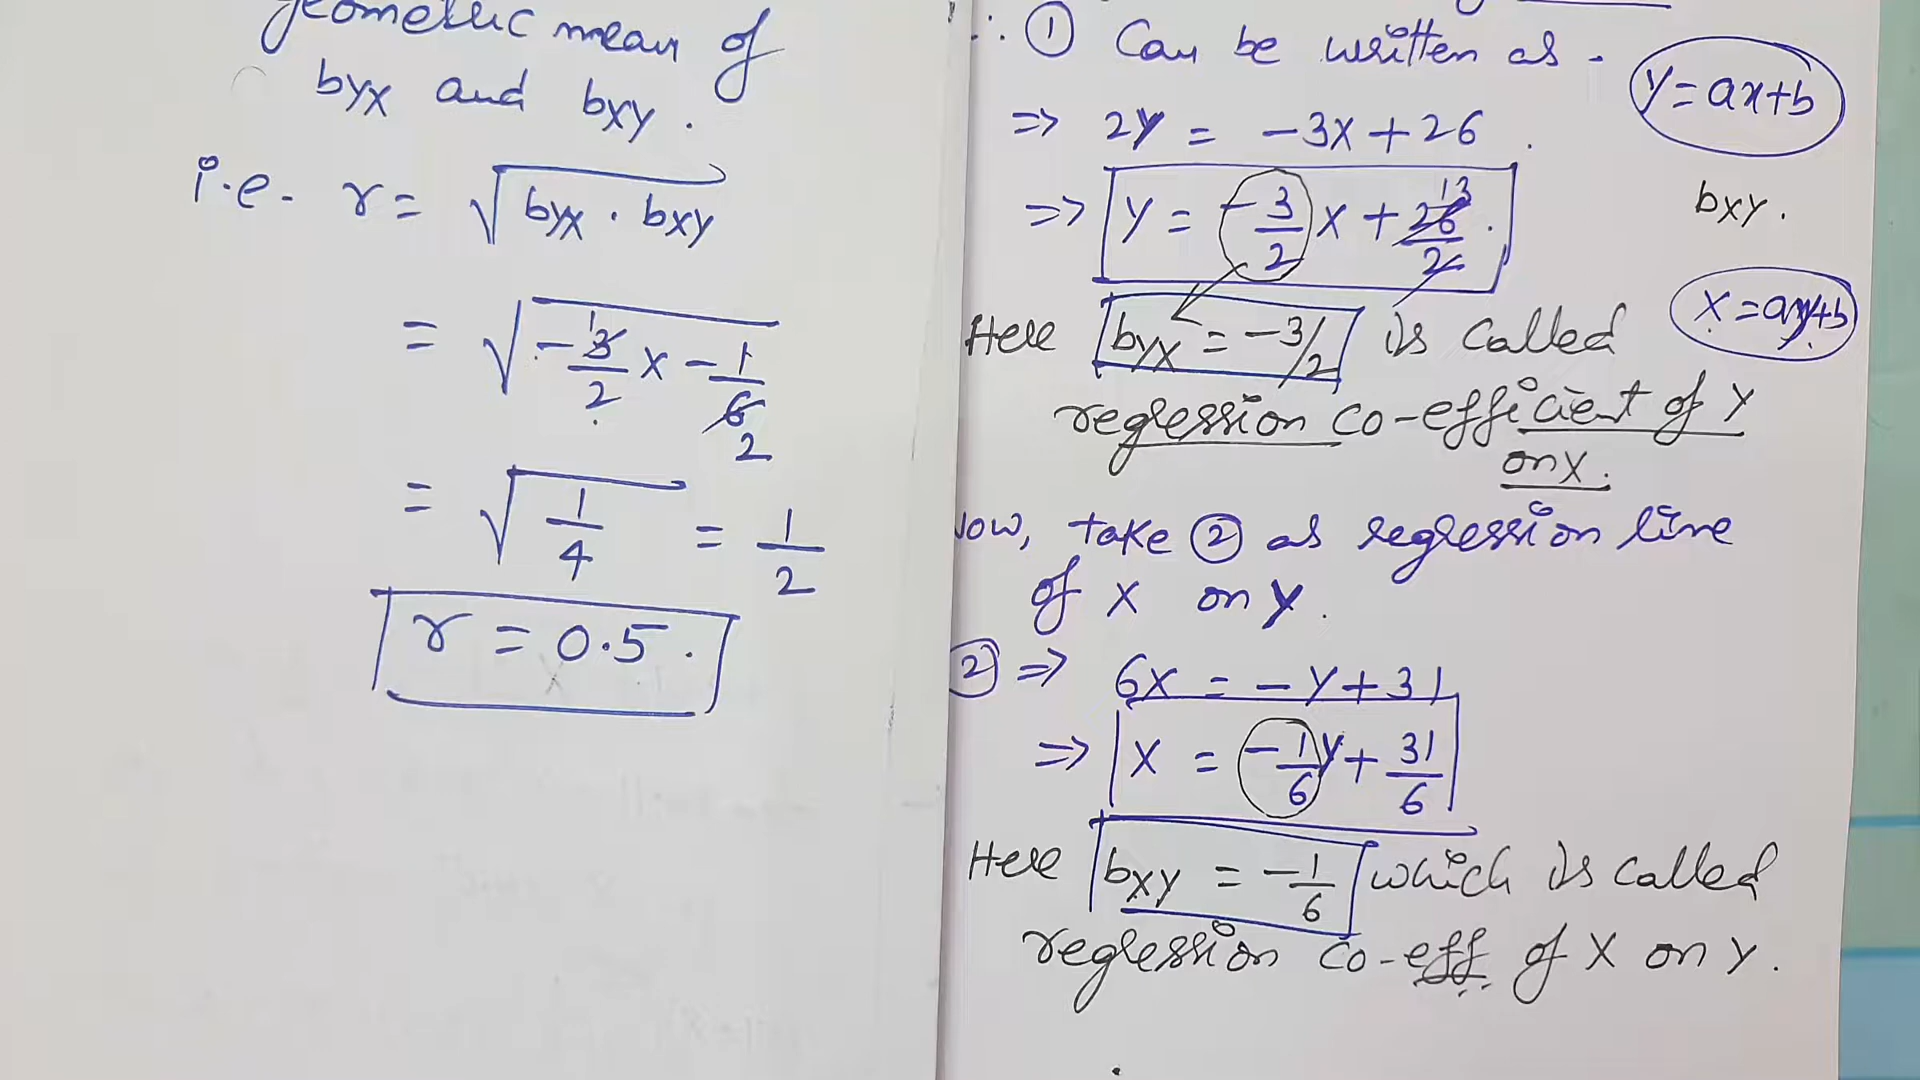 geometric mean of
byx and bxy.
i.e. r = √byx . bxy
= √-3/2 x -1/6 1 2
= √1/4 = 1/2
r = 0.5.
∴ ① Can be written as -
y = ax+b
=> 2Y = -3X + 26.
=> Y = -3/2 X + 26/2 13.
bxy.
x = ay+b
Here byx = -3/2 is called
regression co-efficient of Y
on X.
Now, take ② as regression line
of X on Y.
② => 6X = -Y + 31
=> X = -1/6 Y + 31/6
Here bxy = -1/6 which is called
regression co-eff of X on Y.